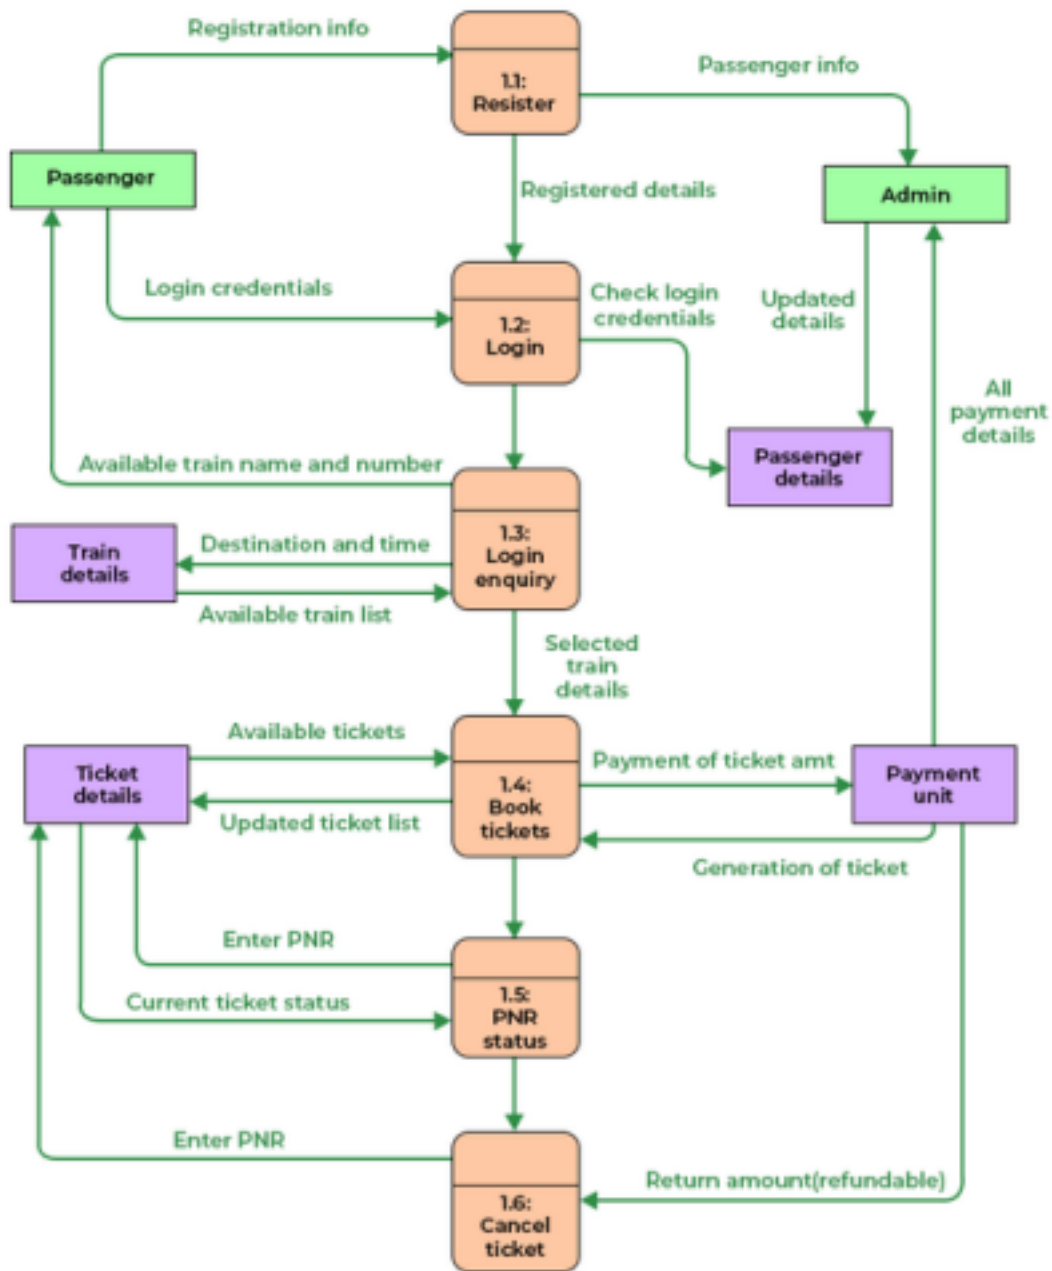 Registration info
1.1:
Resister
Passenger info
Passenger
Registered details
Admin
Login credentials
Check login
credentials
Updated
details
1.2:
Login
All
payment
details
Available train name and number
Passenger
details
Train
details
Destination and time
1.3:
Login
enquiry
Available train list
Selected
train
details
Available tickets
Ticket
details
Payment of ticket amt
Payment
unit
1.4:
Book
tickets
Updated ticket list
Generation of ticket
Enter PNR
Current ticket status
1.5:
PNR
status
Enter PNR
Return amount(refundable)
1.6:
Cancel
ticket